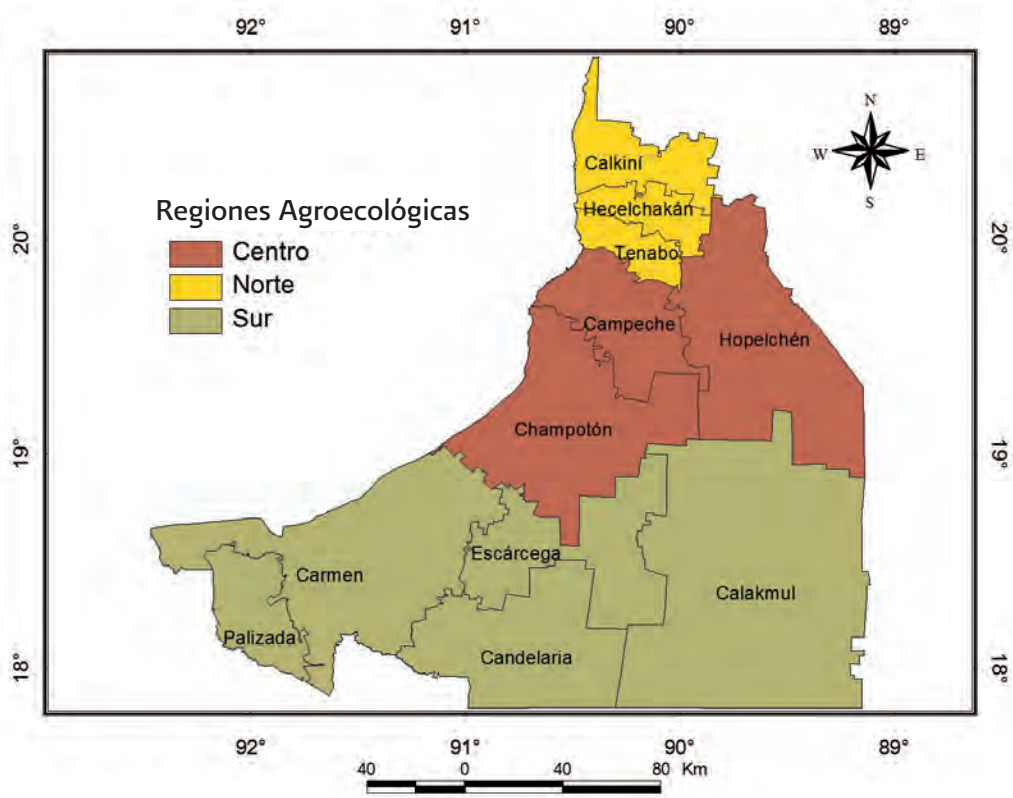 92° 91° 90° 89°
N
W E
S
Calkiní
Regiones Agroecológicas
Hecelchakán
20° 20°
Centro
Tenabo
Norte
Sur
Campeche
Hopelchén
Champotón
19° 19°
Escárcega
Carmen
Calakmul
Palizada
Candelaria
18° 18°
92° 91° 90° 89°
40 0 40 80 Km